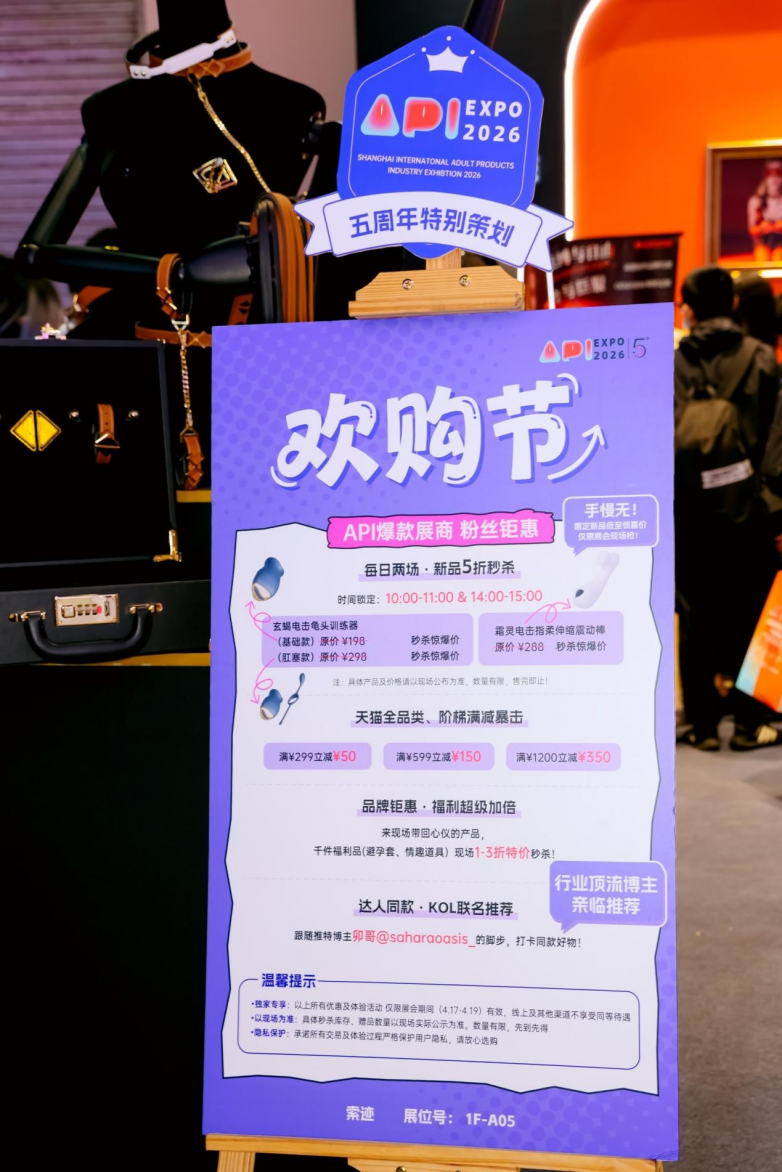 API EXPO 2026
SHANGHAI INTERNATONAL ADULT PRODUCTS
INDUSTRY EXHIBTION 2026
五周年特别策划
API EXPO 2026 5
欢购节
API爆款展商 粉丝钜惠
手慢无！
限定新品低至惊喜价
仅限展会现场抢！
每日两场·新品5折秒杀
时间锁定：10:00-11:00 & 14:00-15:00
玄蝎电击龟头训练器
（基础款）原价 ¥198 秒杀惊爆价
（肛塞款）原价 ¥298 秒杀惊爆价
霜灵电击指柔伸缩震动棒
原价 ¥288 秒杀惊爆价
注：具体产品及价格请以现场公布为准，数量有限，售完即止！
天猫全品类、阶梯满减暴击
满¥299立减¥50
满¥599立减¥150
满¥1200立减¥350
品牌钜惠·福利超级加倍
来现场带回心仪的产品，
千件福利品(避孕套、情趣道具）现场1-3折特价秒杀！
行业顶流博主
亲临推荐
达人同款·KOL联名推荐
跟随推特博主卯哥@saharaoasis_的脚步，打卡同款好物！
温馨提示
•独家专享：以上所有优惠及体验活动 仅限展会期间（4.17-4.19）有效，线上及其他渠道不享受同等待遇
•以现场为准：具体秒杀库存、赠品数量以现场实际公示为准，数量有限，先到先得
•隐私保护：承诺所有交易及体验过程严格保护用户隐私，请放心选购
索迹 展位号：1F-A05